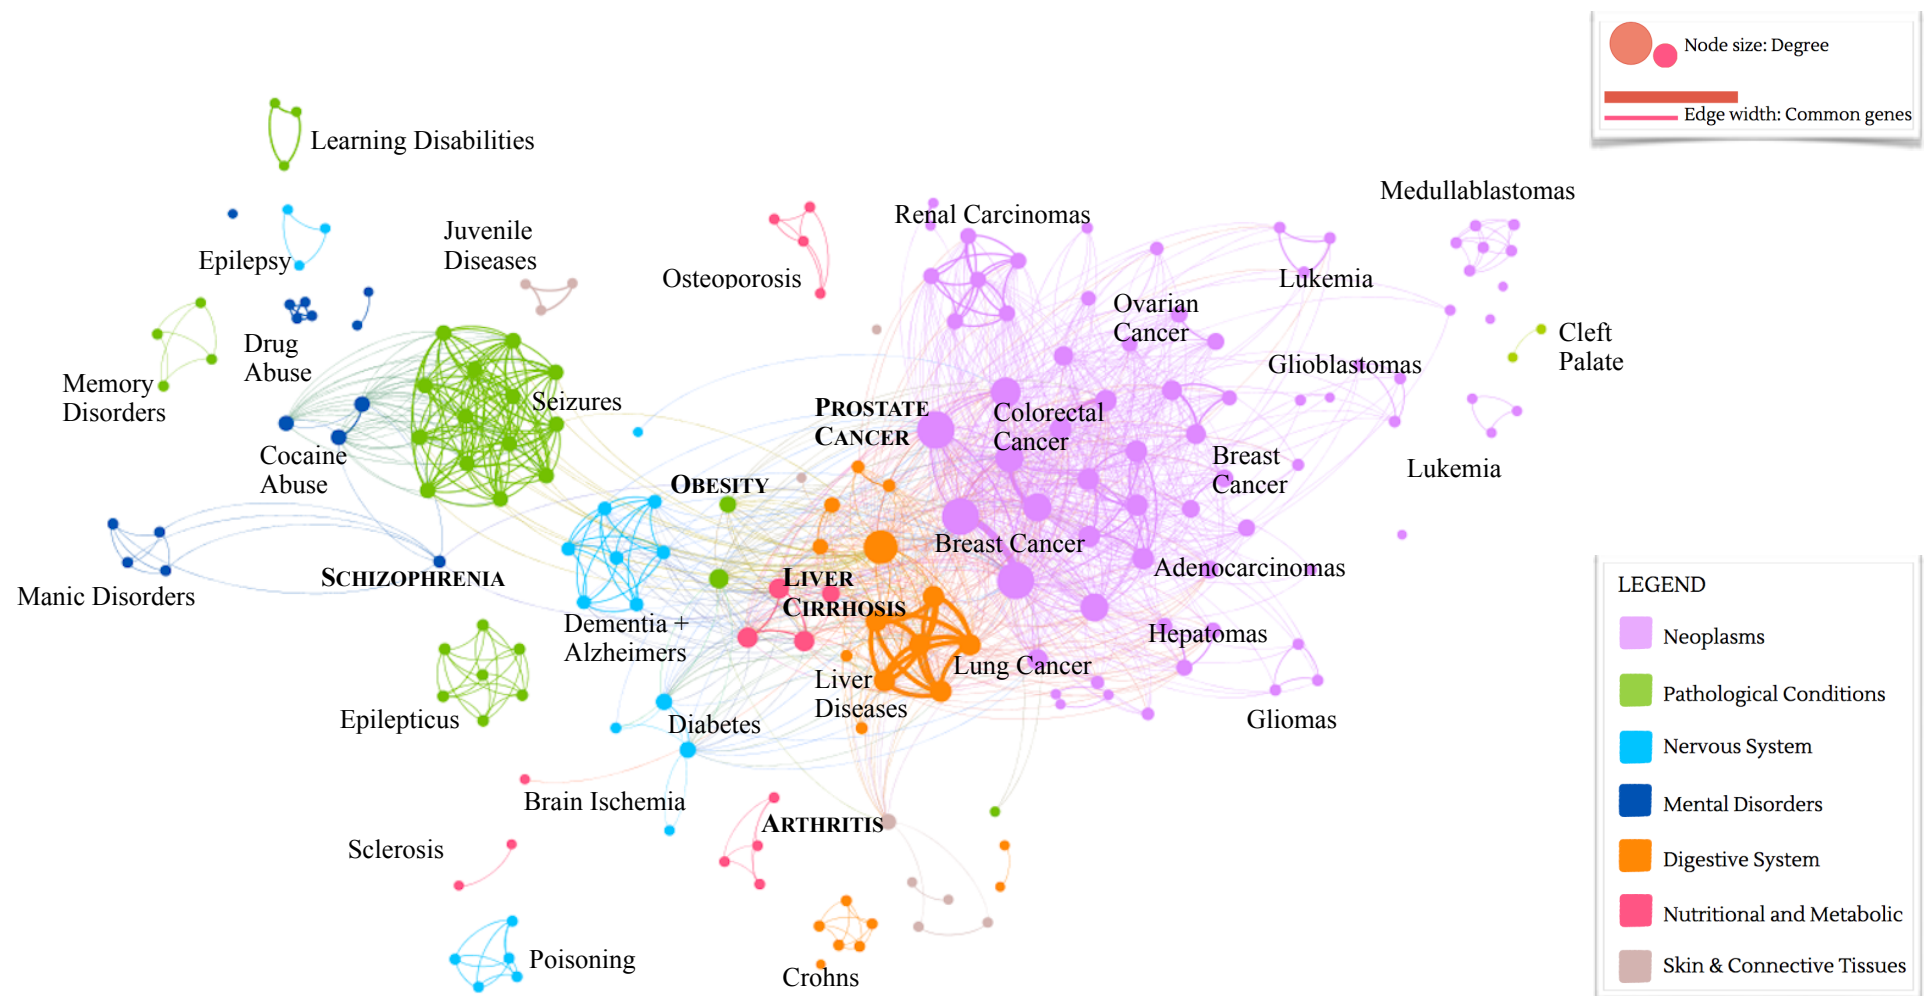 Node size: Degree
Edge width: Common genes
Learning Disabilities
Medullablastomas
Renal Carcinomas
Juvenile
Diseases
Epilepsy
Osteoporosis
Lukemia
Ovarian
Cancer
Drug
Abuse
Cleft
Palate
Glioblastomas
Memory
Disorders
Seizures
PROSTATE
CANCER
Colorectal
Cancer
Cocaine
Abuse
Breast
Cancer
Lukemia
OBESITY
Breast Cancer
SCHIZOPHRENIA
Manic Disorders
LIVER
CIRRHOSIS
Adenocarcinomas
Dementia +
Alzheimers
Hepatomas
Lung Cancer
Liver
Diseases
Epilepticus
Diabetes
Gliomas
Brain Ischemia
ARTHRITIS
Sclerosis
Poisoning
Crohns
LEGEND
Neoplasms
Pathological Conditions
Nervous System
Mental Disorders
Digestive System
Nutritional and Metabolic
Skin & Connective Tissues